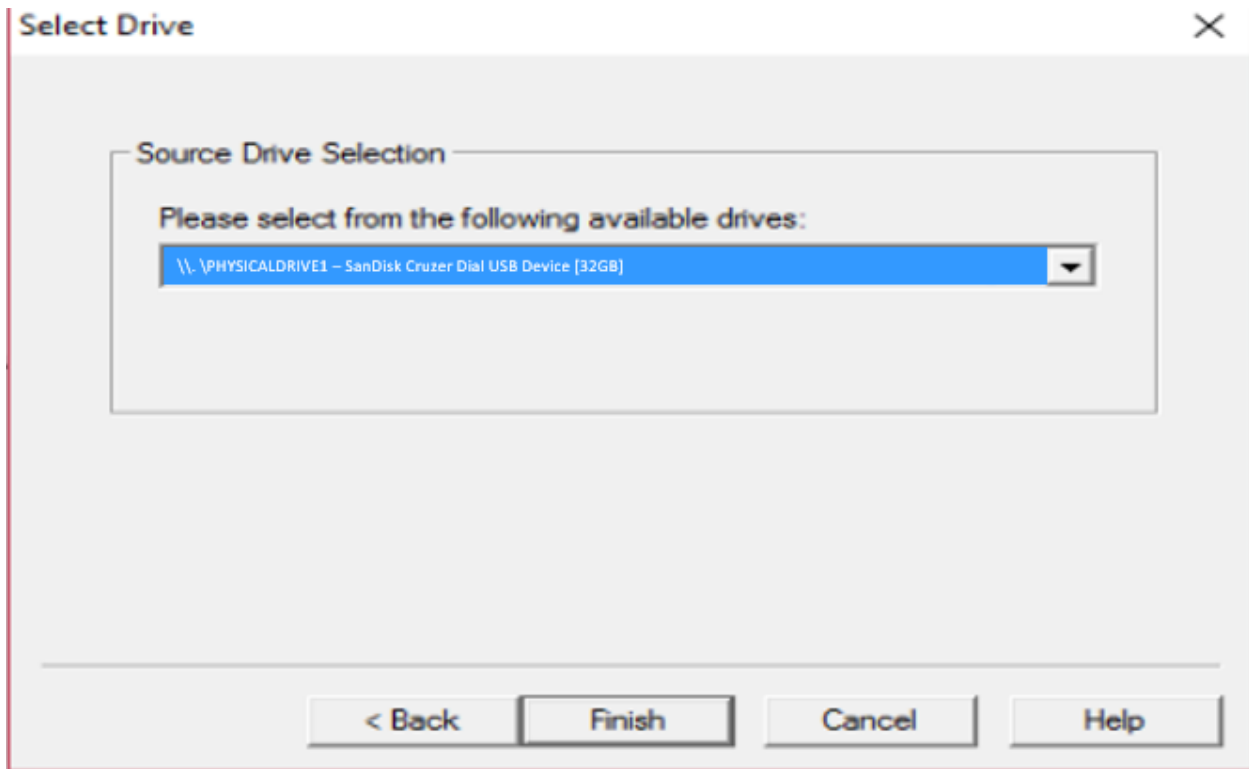 Select Drive
Source Drive Selection
Please select from the following available drives:
\\. \PHYSICALDRIVE1 – SanDisk Cruzer Dial USB Device [32GB]
< Back Finish Cancel Help